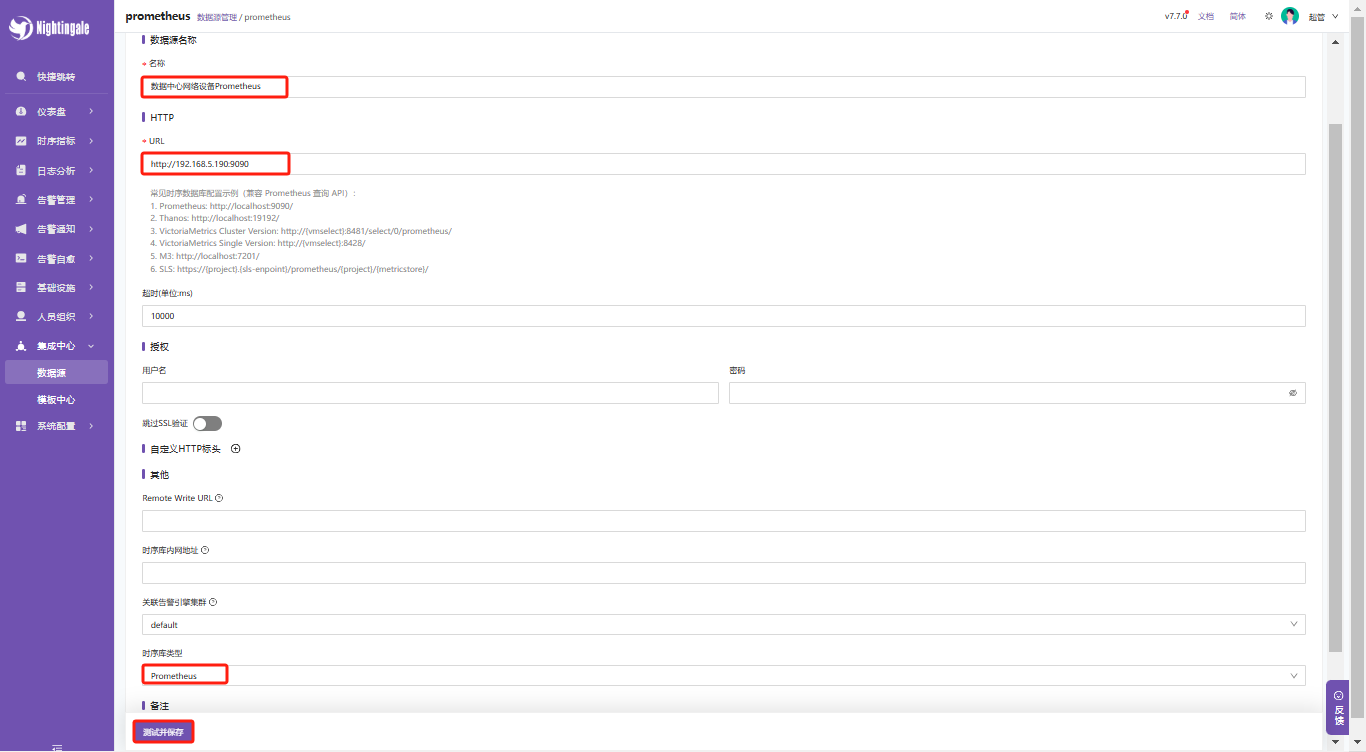 Nightingale
快捷跳转
仪表盘
时序指标
日志分析
告警管理
告警通知
告警自愈
基础设施
人员组织
集成中心
数据源
模板中心
系统配置
prometheus 数据源管理 / prometheus
v7.7.0 文档 简体 超管
数据源名称
* 名称
数据中心网络设备Prometheus
HTTP
* URL
http://192.168.5.190:9090
常见时序数据库配置示例（兼容 Prometheus 查询 API）:
1. Prometheus: http://localhost:9090/
2. Thanos: http://localhost:19192/
3. VictoriaMetrics Cluster Version: http://{vmselect}:8481/select/0/prometheus/
4. VictoriaMetrics Single Version: http://{vmselect}:8428/
5. M3: http://localhost:7201/
6. SLS: https://{project}.{sls-enpoint}/prometheus/{project}/{metricstore}/
超时(单位:ms)
10000
授权
用户名 密码
跳过SSL验证
自定义HTTP标头
其他
Remote Write URL
时序库内网地址
关联告警引擎集群
default
时序库类型
Prometheus
备注
测试并保存
反馈